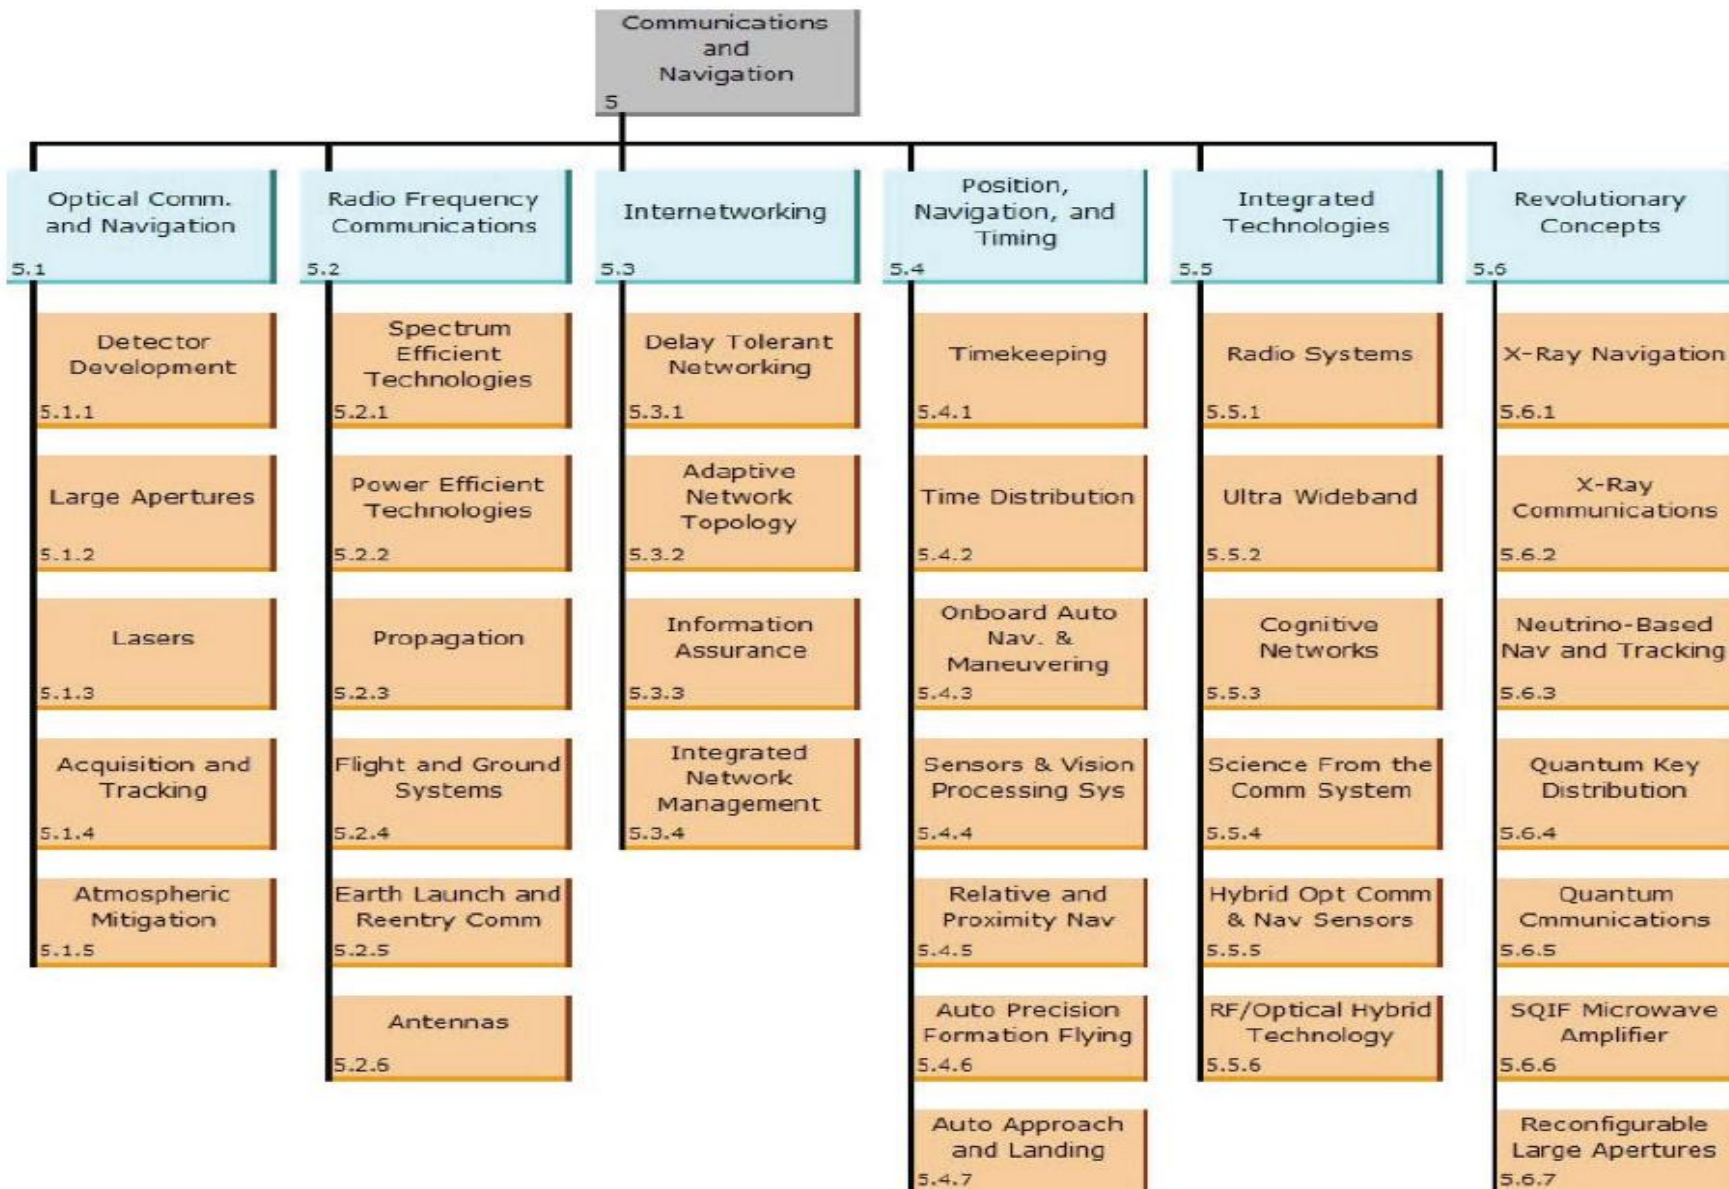 Communications
and
Navigation
5
Optical Comm.
and Navigation
5.1
Detector
Development
5.1.1
Large Apertures
5.1.2
Lasers
5.1.3
Acquisition and
Tracking
5.1.4
Atmospheric
Mitigation
5.1.5
Radio Frequency
Communications
5.2
Spectrum
Efficient
Technologies
5.2.1
Power Efficient
Technologies
5.2.2
Propagation
5.2.3
Flight and Ground
Systems
5.2.4
Earth Launch and
Reentry Comm
5.2.5
Antennas
5.2.6
Internetworking
5.3
Delay Tolerant
Networking
5.3.1
Adaptive
Network
Topology
5.3.2
Information
Assurance
5.3.3
Integrated
Network
Management
5.3.4
Position,
Navigation, and
Timing
5.4
Timekeeping
5.4.1
Time Distribution
5.4.2
Onboard Auto
Nav. &
Maneuvering
5.4.3
Sensors & Vision
Processing Sys
5.4.4
Relative and
Proximity Nav
5.4.5
Auto Precision
Formation Flying
5.4.6
Auto Approach
and Landing
5.4.7
Integrated
Technologies
5.5
Radio Systems
5.5.1
Ultra Wideband
5.5.2
Cognitive
Networks
5.5.3
Science From the
Comm System
5.5.4
Hybrid Opt Comm
& Nav Sensors
5.5.5
RF/Optical Hybrid
Technology
5.5.6
Revolutionary
Concepts
5.6
X-Ray Navigation
5.6.1
X-Ray
Communications
5.6.2
Neutrino-Based
Nav and Tracking
5.6.3
Quantum Key
Distribution
5.6.4
Quantum
Cmmunications
5.6.5
SQIF Microwave
Amplifier
5.6.6
Reconfigurable
Large Apertures
5.6.7